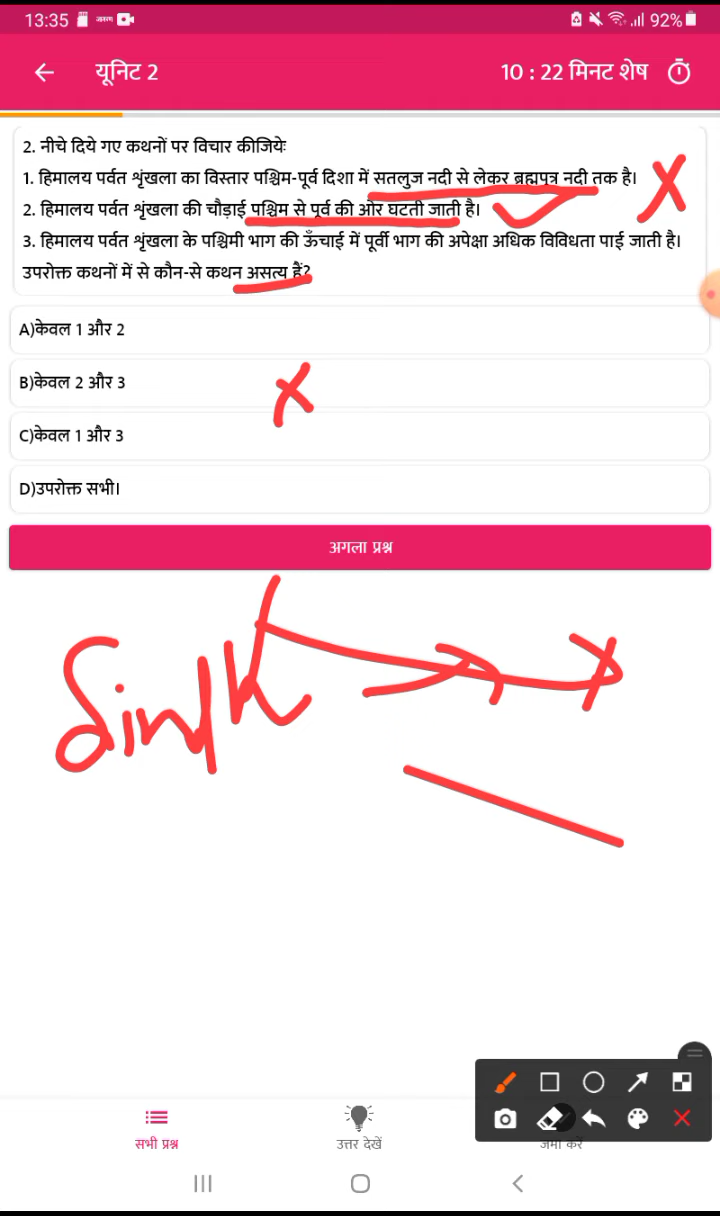 13:35 92%
यूनिट 2 10 : 22 मिनट शेष
2. नीचे दिये गए कथनों पर विचार कीजियेः
1. हिमालय पर्वत शृंखला का विस्तार पश्चिम-पूर्व दिशा में सतलुज नदी से लेकर ब्रह्मपुत्र नदी तक है।
2. हिमालय पर्वत शृंखला की चौड़ाई पश्चिम से पूर्व की ओर घटती जाती है।
3. हिमालय पर्वत शृंखला के पश्चिमी भाग की ऊँचाई में पूर्वी भाग की अपेक्षा अधिक विविधता पाई जाती है।
उपरोक्त कथनों में से कौन-से कथन असत्य हैं?
A)केवल 1 और 2
B)केवल 2 और 3
C)केवल 1 और 3
D)उपरोक्त सभी।
अगला प्रश्न
सभी प्रश्न उत्तर देखें जमा करें